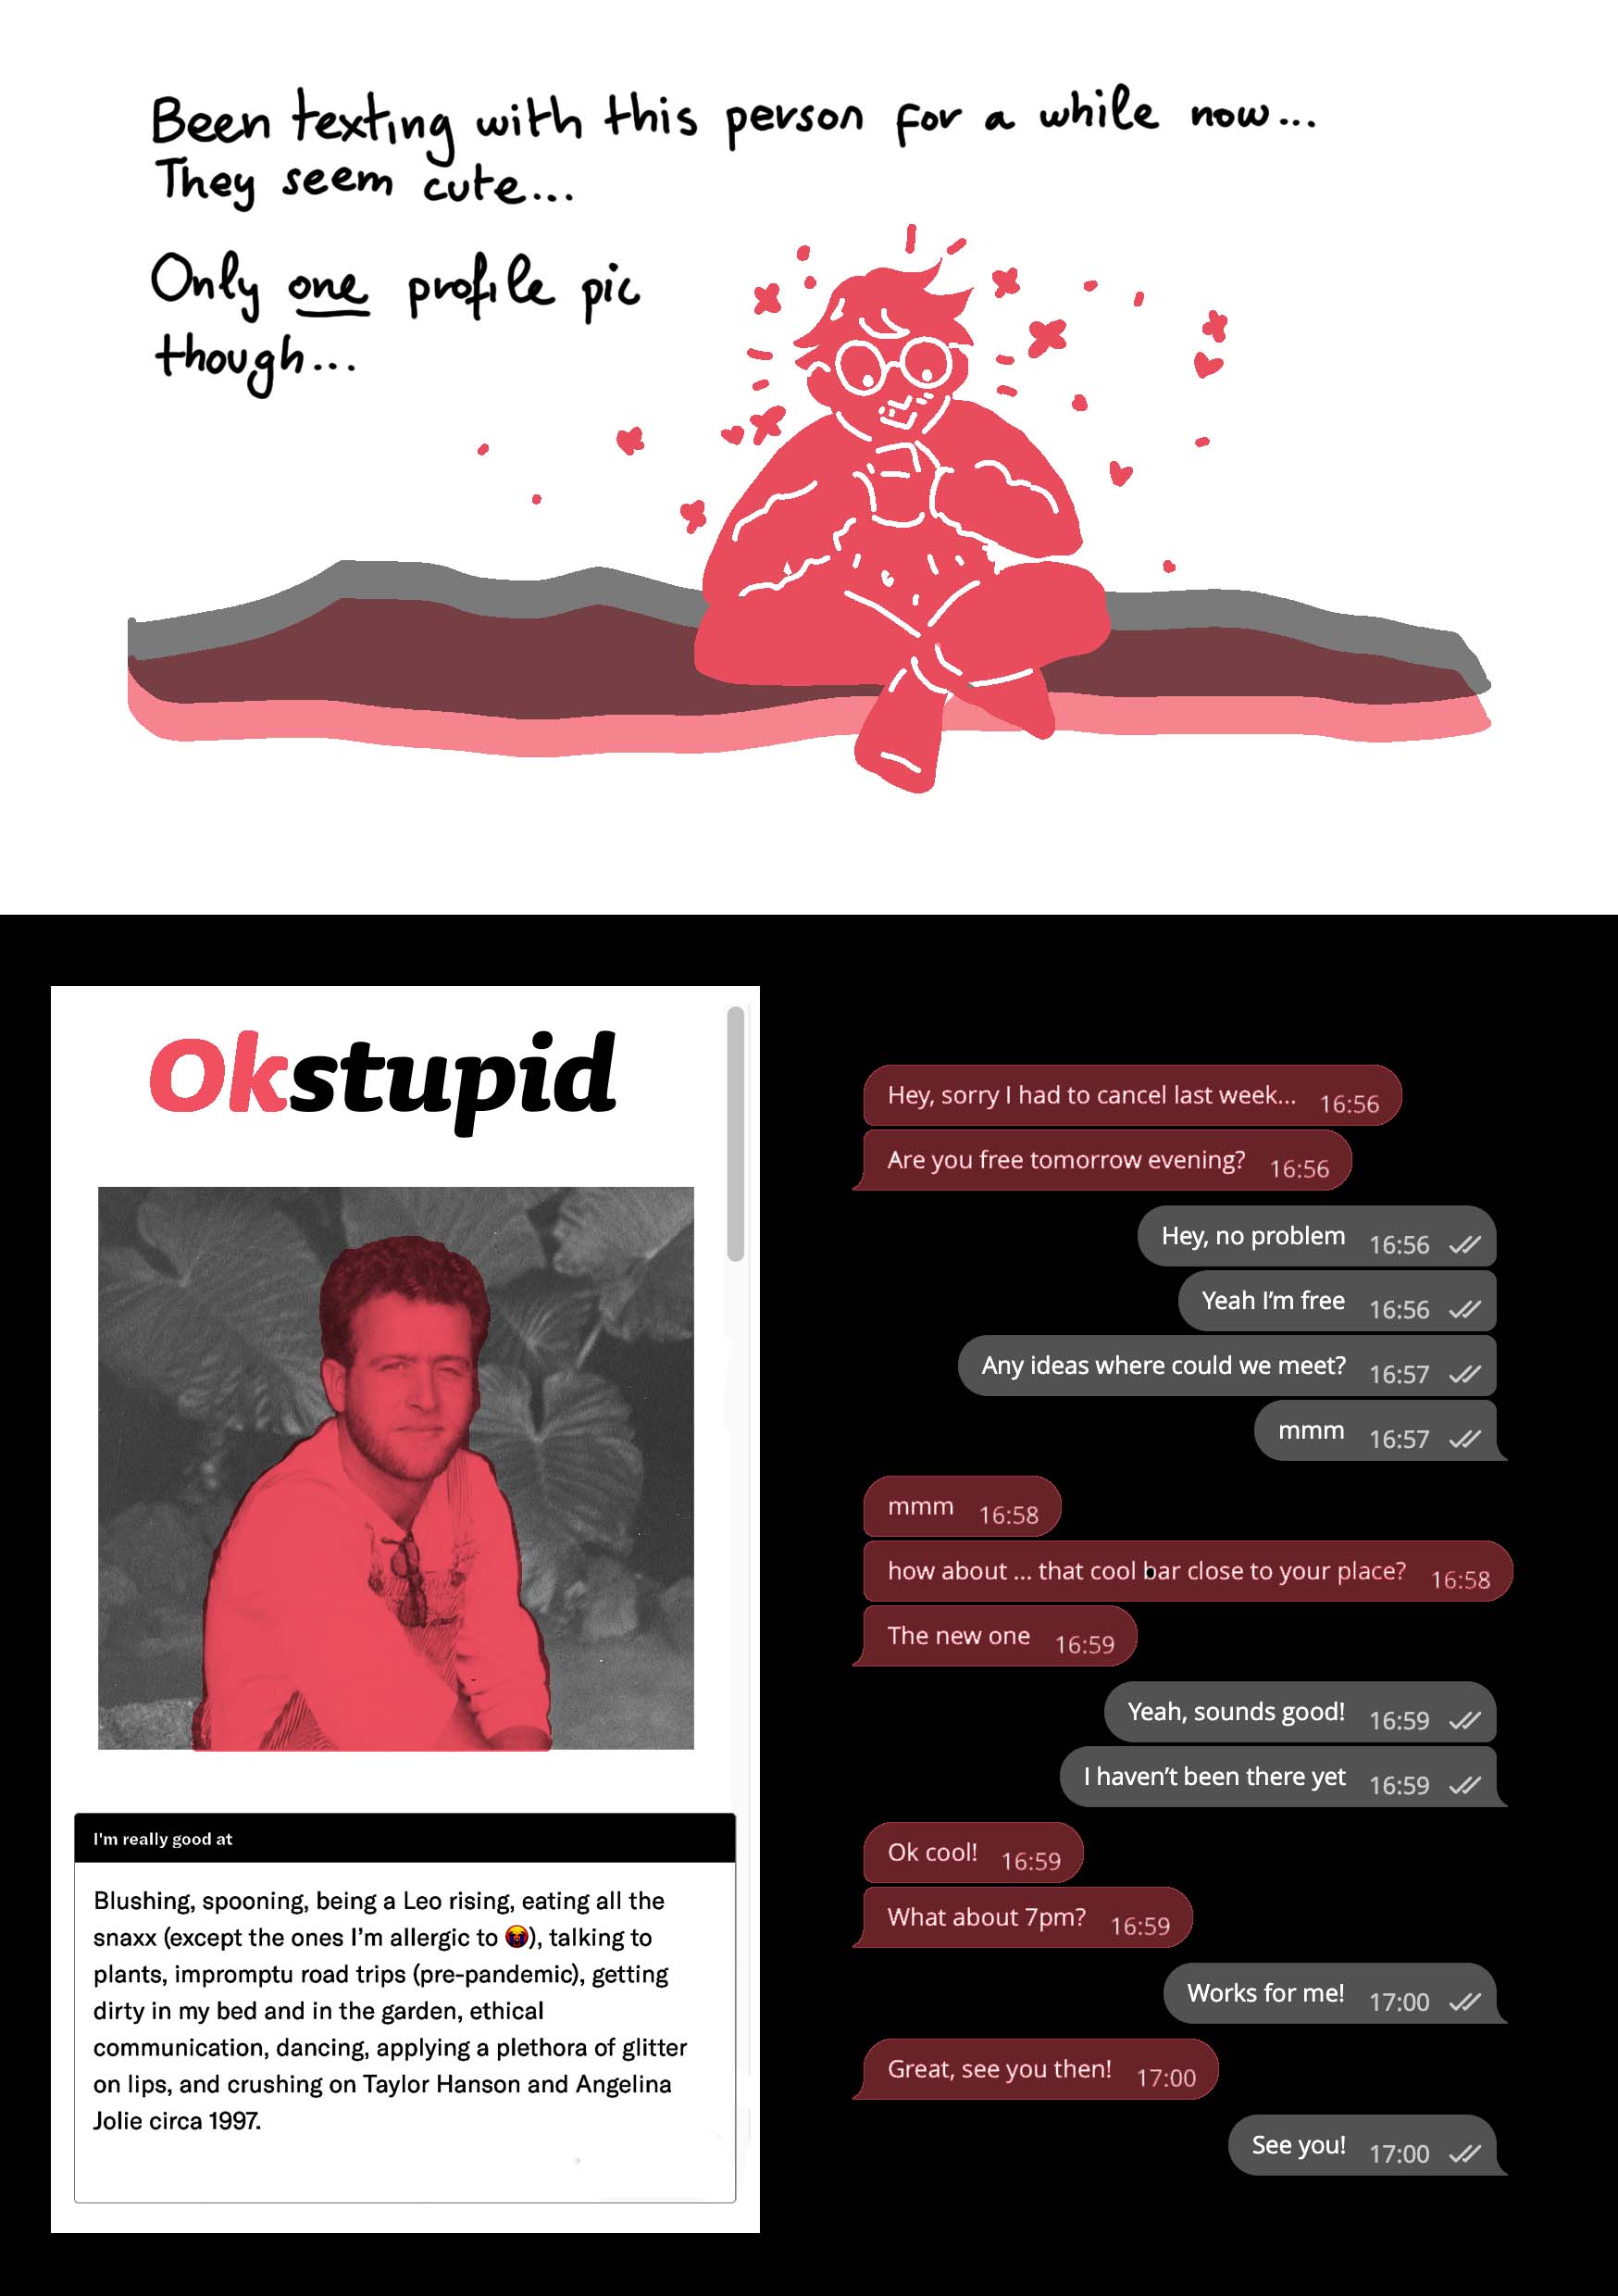 Been texting with this person for a while now...
They seem cute...
Only one profile pic
though...
Okstupid
I'm really good at
Blushing, spooning, being a Leo rising, eating all the
snaxx (except the ones I'm allergic to 😭), talking to
plants, impromptu road trips (pre-pandemic), getting
dirty in my bed and in the garden, ethical
communication, dancing, applying a plethora of glitter
on lips, and crushing on Taylor Hanson and Angelina
Jolie circa 1997.
Hey, sorry I had to cancel last week... 16:56
Are you free tomorrow evening? 16:56
Hey, no problem 16:56
Yeah I'm free 16:56
Any ideas where could we meet? 16:57
mmm 16:57
mmm 16:58
how about ... that cool bar close to your place? 16:58
The new one 16:59
Yeah, sounds good! 16:59
I haven't been there yet 16:59
Ok cool! 16:59
What about 7pm? 16:59
Works for me! 17:00
Great, see you then! 17:00
See you! 17:00